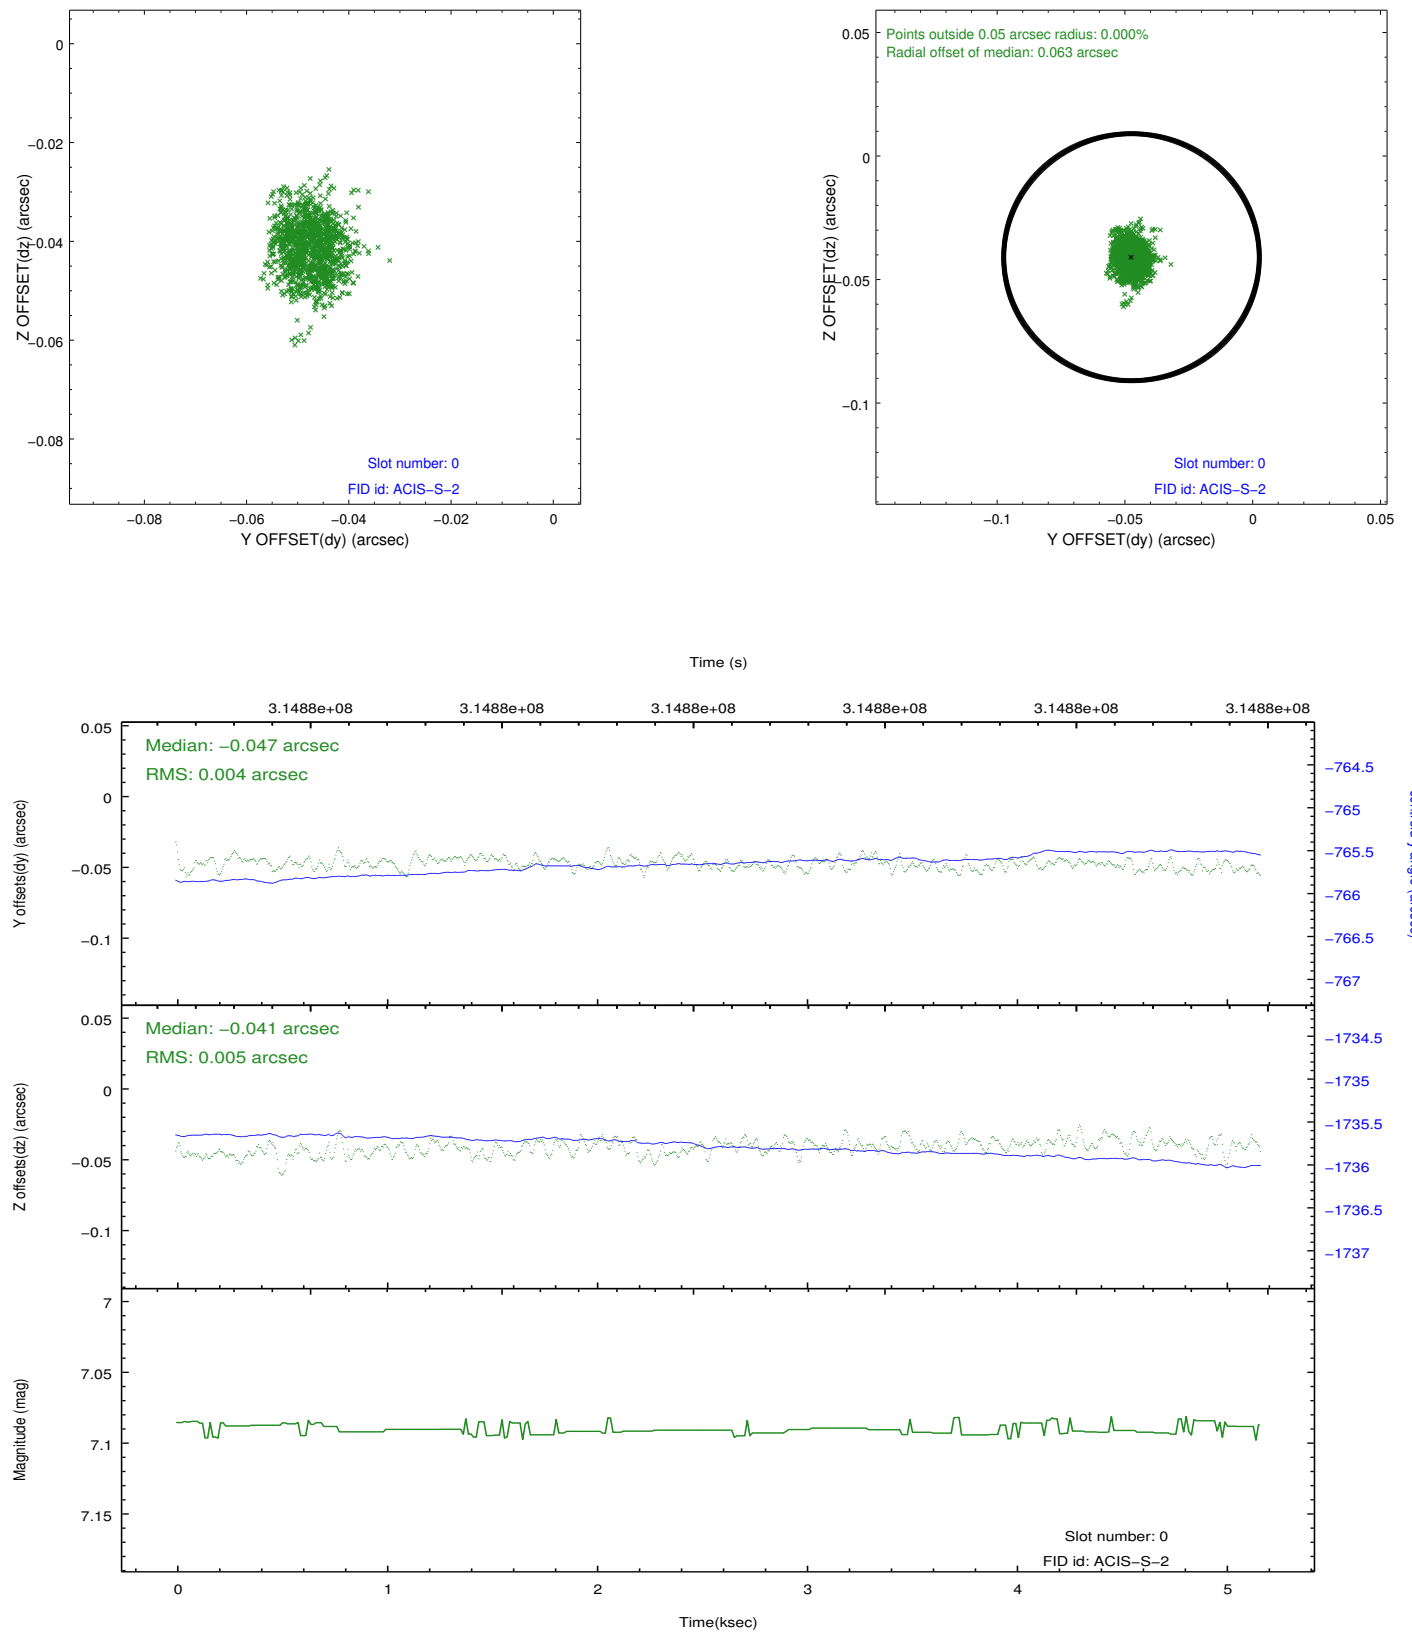 0
−0.02
−0.04
−0.06
−0.08
Z OFFSET(dz) (arcsec)
Slot number: 0
FID id: ACIS−S−2
−0.08
−0.06
−0.04
−0.02
0
Y OFFSET(dy) (arcsec)
Points outside 0.05 arcsec radius: 0.000%
Radial offset of median: 0.063 arcsec
0.05
0
−0.05
−0.1
Z OFFSET(dz) (arcsec)
Slot number: 0
FID id: ACIS−S−2
−0.1
−0.05
0
0.05
Y OFFSET(dy) (arcsec)
Time (s)
3.1488e+08
3.1488e+08
3.1488e+08
3.1488e+08
3.1488e+08
3.1488e+08
Median: −0.047 arcsec
RMS: 0.004 arcsec
0.05
0
−0.05
−0.1
Y offsets(dy) (arcsec)
−764.5
−765
−765.5
−766
−766.5
−767
Median: −0.041 arcsec
RMS: 0.005 arcsec
0.05
0
−0.05
−0.1
Z offsets(dz) (arcsec)
−1734.5
−1735
−1735.5
−1736
−1736.5
−1737
7
7.05
7.1
7.15
Magnitude (mag)
Slot number: 0
FID id: ACIS−S−2
0
1
2
3
4
5
Time(ksec)